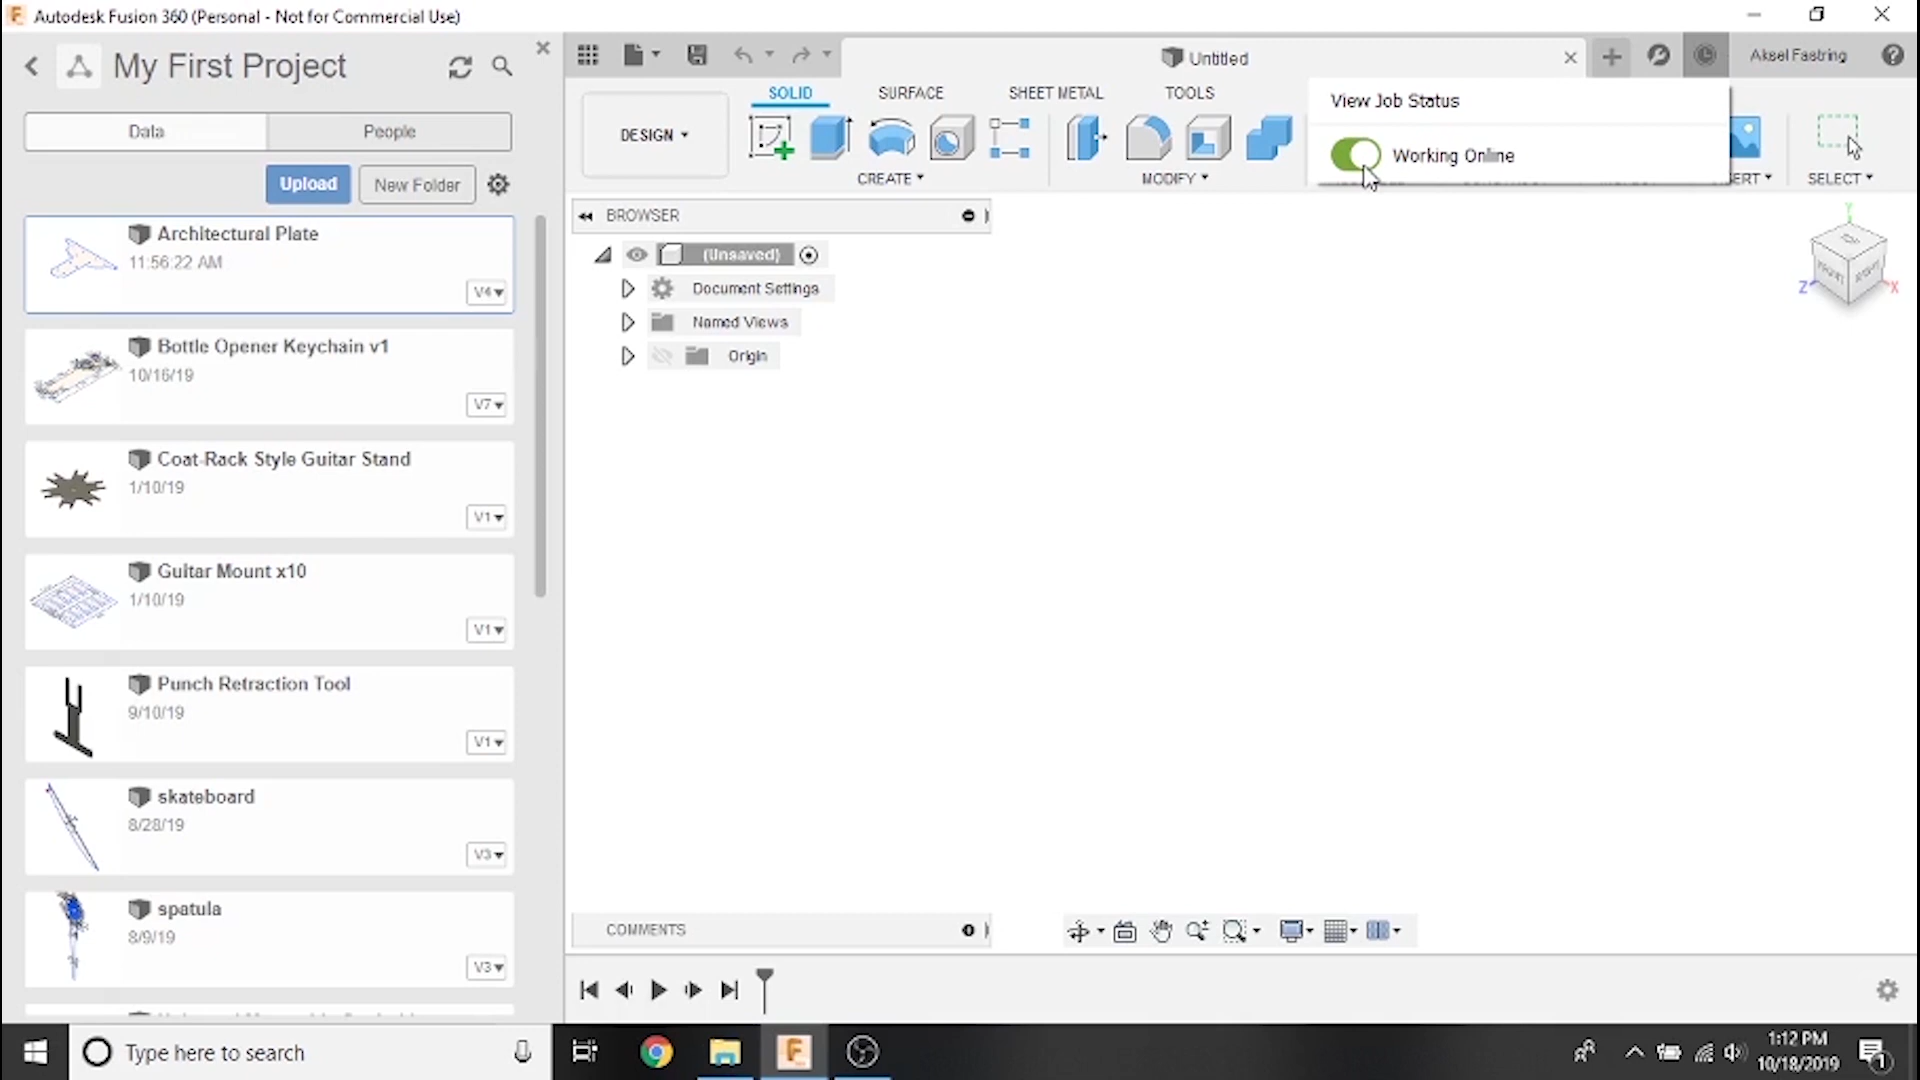 Autodesk Fusion 360 (Personal - Not for Commercial Use)
My First Project
Data
People
Upload
New Folder
Architectural Plate
11:56:22 AM
V4
Bottle Opener Keychain v1
10/16/19
V7
Coat-Rack Style Guitar Stand
1/10/19
V1
Guitar Mount x10
1/10/19
V1
Punch Retraction Tool
9/10/19
V1
skateboard
8/28/19
V3
spatula
8/9/19
V3
Untitled
Aksel Fastring
SOLID
SURFACE
SHEET METAL
TOOLS
DESIGN
CREATE
MODIFY
SELECT
View Job Status
Working Online
BROWSER
(Unsaved)
Document Settings
Named Views
Origin
FRONT
RIGHT
Y
Z
X
COMMENTS
Type here to search
1:12 PM
10/18/2019
1